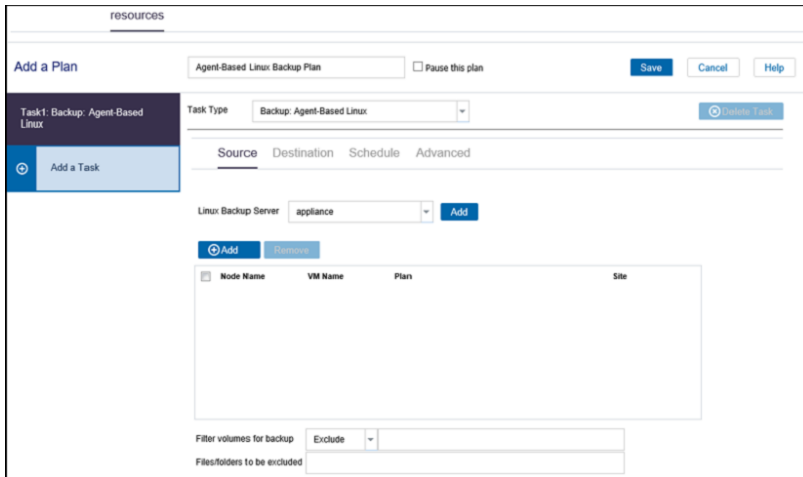 resources
Add a Plan
Agent-Based Linux Backup Plan
Pause this plan
Save
Cancel
Help
Task1: Backup: Agent-Based
Linux
Add a Task
Task Type
Backup: Agent-Based Linux
Delete Task
Source Destination Schedule Advanced
Linux Backup Server
appliance
Add
Add
Remove
Node Name VM Name Plan Site
Filter volumes for backup
Exclude
Files/folders to be excluded